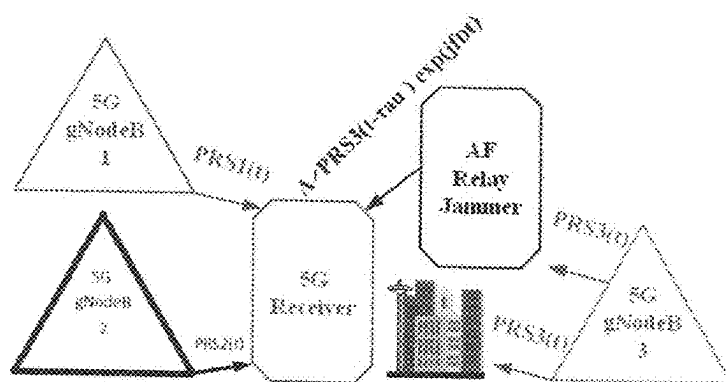 5G
gNodeB
1
PRS1(t)
A*PRS3(t-tau) exp(jfDt)
AF
Relay
Jammer
PRS3(t)
5G
gNodeB
2
PRS2(t)
5G
Receiver
PRS3(t)
5G
gNodeB
3